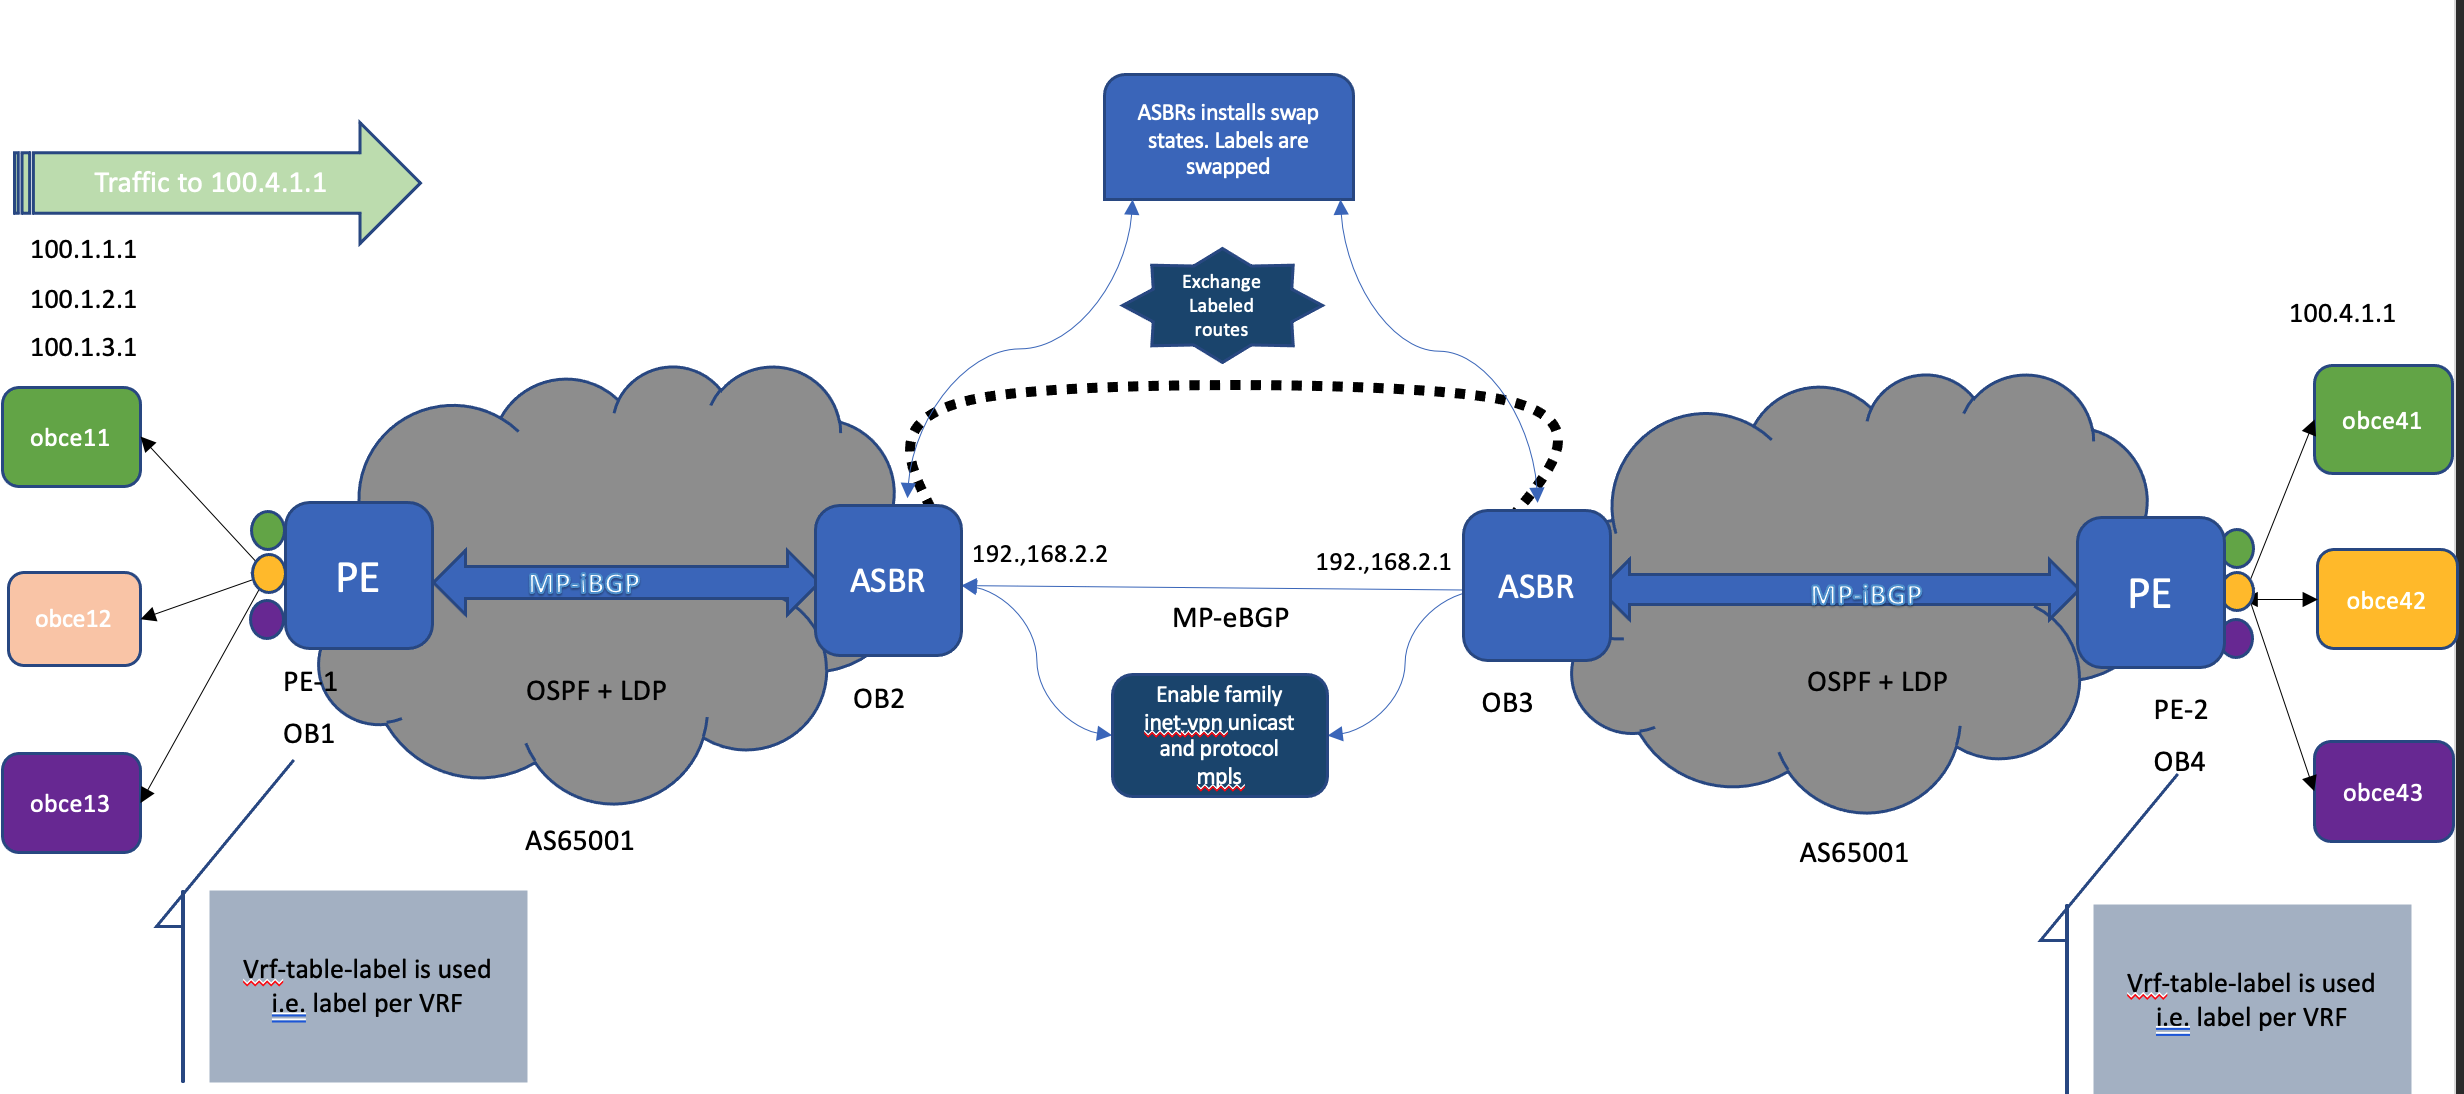 ASBRs installs swap
states. Labels are
swapped
Traffic to 100.4.1.1
100.1.1.1
100.1.2.1
100.1.3.1
Exchange
Labeled
routes
100.4.1.1
obce11
obce12
obce13
PE
MP-iBGP
ASBR
192.,168.2.2
192.,168.2.1
MP-eBGP
ASBR
MP-iBGP
PE
obce41
obce42
obce43
PE-1
OB1
OSPF + LDP
OB2
Enable family
inet-vpn unicast
and protocol
mpls
OB3
OSPF + LDP
PE-2
OB4
AS65001
AS65001
Vrf-table-label is used
i.e. label per VRF
Vrf-table-label is used
i.e. label per VRF